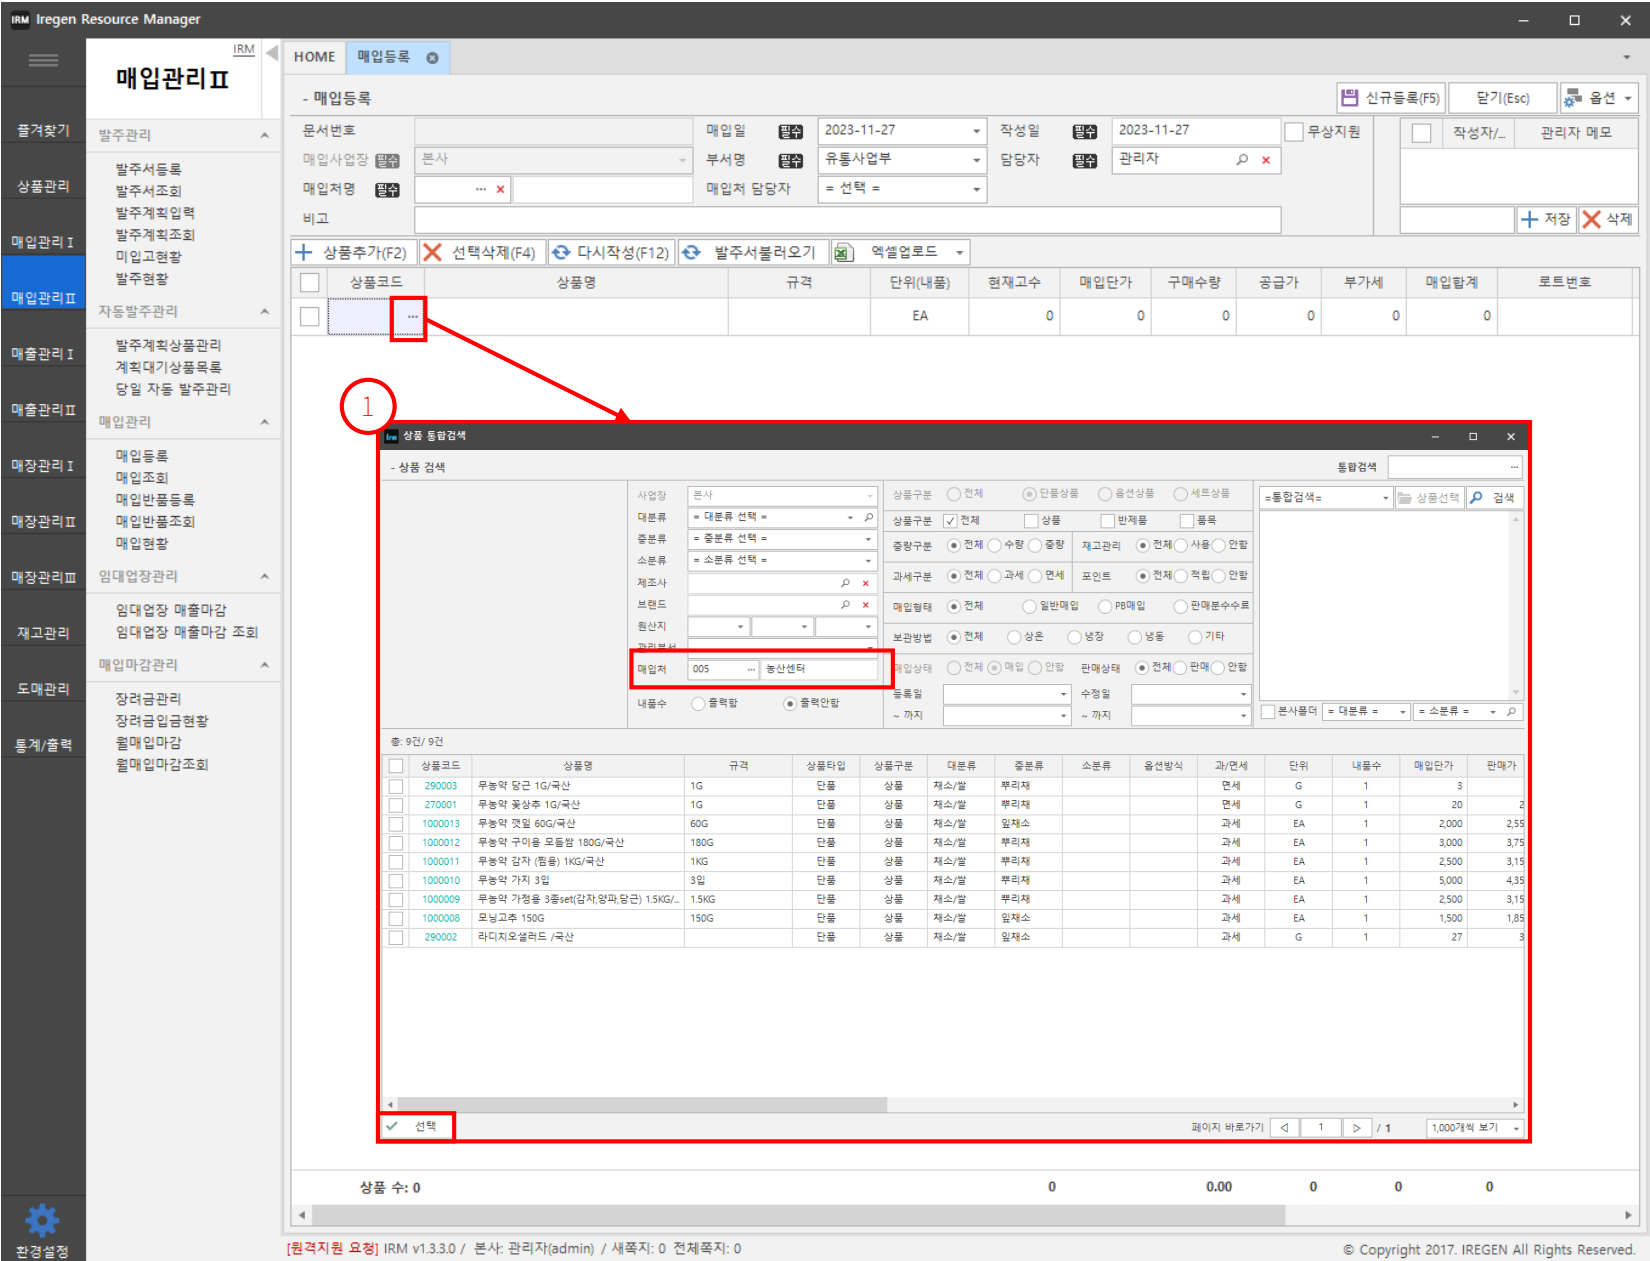 IRM Iregen Resource Manager
IRM
매입관리Ⅱ
즐겨찾기
상품관리
매입관리Ⅰ
매입관리Ⅱ
매출관리Ⅰ
매출관리Ⅱ
매장관리Ⅰ
매장관리Ⅱ
매장관리Ⅲ
재고관리
도매관리
통계/출력
환경설정
발주관리
발주서등록
발주서조회
발주계획입력
발주계획조회
미입고현황
발주현황
자동발주관리
발주계획상품관리
계획대기상품목록
당일 자동 발주관리
매입관리
매입등록
매입조회
매입반품등록
매입반품조회
매입현황
임대업장관리
임대업장 매출마감
임대업장 매출마감 조회
매입마감관리
장려금관리
장려금입금현황
월매입마감
월매입마감조회
HOME 매입등록
- 매입등록 신규등록(F5) 닫기(Esc) 옵션
문서번호 매입일 필수 2023-11-27 작성일 필수 2023-11-27 무상지원 작성자/... 관리자 메모
매입사업장 필수 본사 부서명 필수 유통사업부 담당자 필수 관리자
매입처명 필수 ... 매입처 담당자 = 선택 =
비고 저장 삭제
상품추가(F2) 선택삭제(F4) 다시작성(F12) 발주서불러오기 엑셀업로드
상품코드 상품명 규격 단위(내품) 현재고수 매입단가 구매수량 공급가 부가세 매입합계 로트번호
... EA 0 0 0 0 0 0
1
Irm 상품 통합검색
- 상품 검색 통합검색 ...
사업장 본사 상품구분 전체 단품상품 옵션상품 세트상품 =통합검색= 상품선택 검색
대분류 = 대분류 선택 = 상품구분 전체 상품 반제품 품목
중분류 = 중분류 선택 = 중량구분 전체 수량 중량 재고관리 전체 사용 안함
소분류 = 소분류 선택 =
제조사 과세구분 전체 과세 면세 포인트 전체 적립 안함
브랜드 매입형태 전체 일반매입 PB매입 판매분수수료
원산지 보관방법 전체 상온 냉장 냉동 기타
관리부서
매입처 005 ... 농산센터 매입상태 전체 매입 안함 판매상태 전체 판매 안함
등록일 수정일
내품수 출력함 출력안함 ~ 까지 ~ 까지 본사폴더 = 대분류 = = 소분류 =
총: 9건/ 9건
상품코드 상품명 규격 상품타입 상품구분 대분류 중분류 소분류 옵션방식 과/면세 단위 내품수 매입단가 판매가
290003 무농약 당근 1G/국산 1G 단품 상품 채소/쌀 뿌리채 면세 G 1 3
270001 무농약 꽃상추 1G/국산 1G 단품 상품 채소/쌀 뿌리채 면세 G 1 20 2
1000013 무농약 깻잎 60G/국산 60G 단품 상품 채소/쌀 잎채소 과세 EA 1 2,000 2,55
1000012 무농약 구이용 모듬쌈 180G/국산 180G 단품 상품 채소/쌀 뿌리채 과세 EA 1 3,000 3,75
1000011 무농약 감자 (찜용) 1KG/국산 1KG 단품 상품 채소/쌀 뿌리채 과세 EA 1 2,500 3,15
1000010 무농약 가지 3입 3입 단품 상품 채소/쌀 뿌리채 과세 EA 1 5,000 4,35
1000009 무농약 가정용 3종set(감자,양파,당근) 1.5KG/... 1.5KG 단품 상품 채소/쌀 뿌리채 과세 EA 1 2,500 3,15
1000008 모닝고추 150G 150G 단품 상품 채소/쌀 잎채소 과세 EA 1 1,500 1,85
290002 라디치오샐러드 /국산 단품 상품 채소/쌀 잎채소 과세 G 1 27 3
선택 페이지 바로가기 1 / 1 1,000개씩 보기
상품 수: 0 0 0.00 0 0 0
[원격지원 요청] IRM v1.3.3.0 / 본사: 관리자(admin) / 새쪽지: 0 전체쪽지: 0 © Copyright 2017. IREGEN All Rights Reserved.